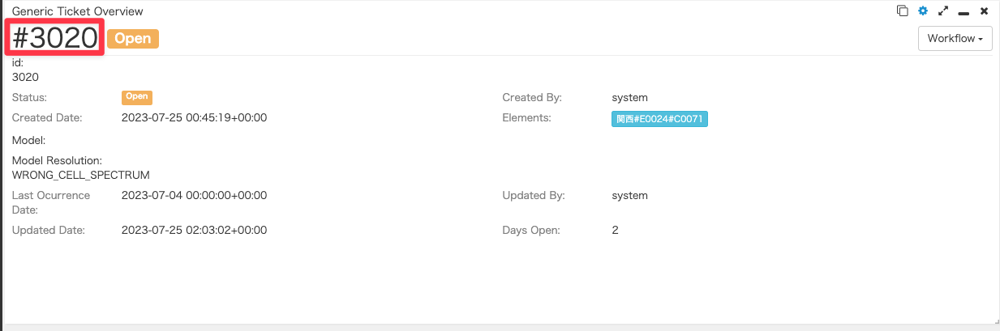 Generic Ticket Overview
#3020 Open
Workflow
id:
3020
Status: Open Created By: system
Created Date: 2023-07-25 00:45:19+00:00 Elements: 関西#E0024#C0071
Model:
Model Resolution:
WRONG_CELL_SPECTRUM
Last Ocurrence Date: 2023-07-04 00:00:00+00:00 Updated By: system
Updated Date: 2023-07-25 02:03:02+00:00 Days Open: 2